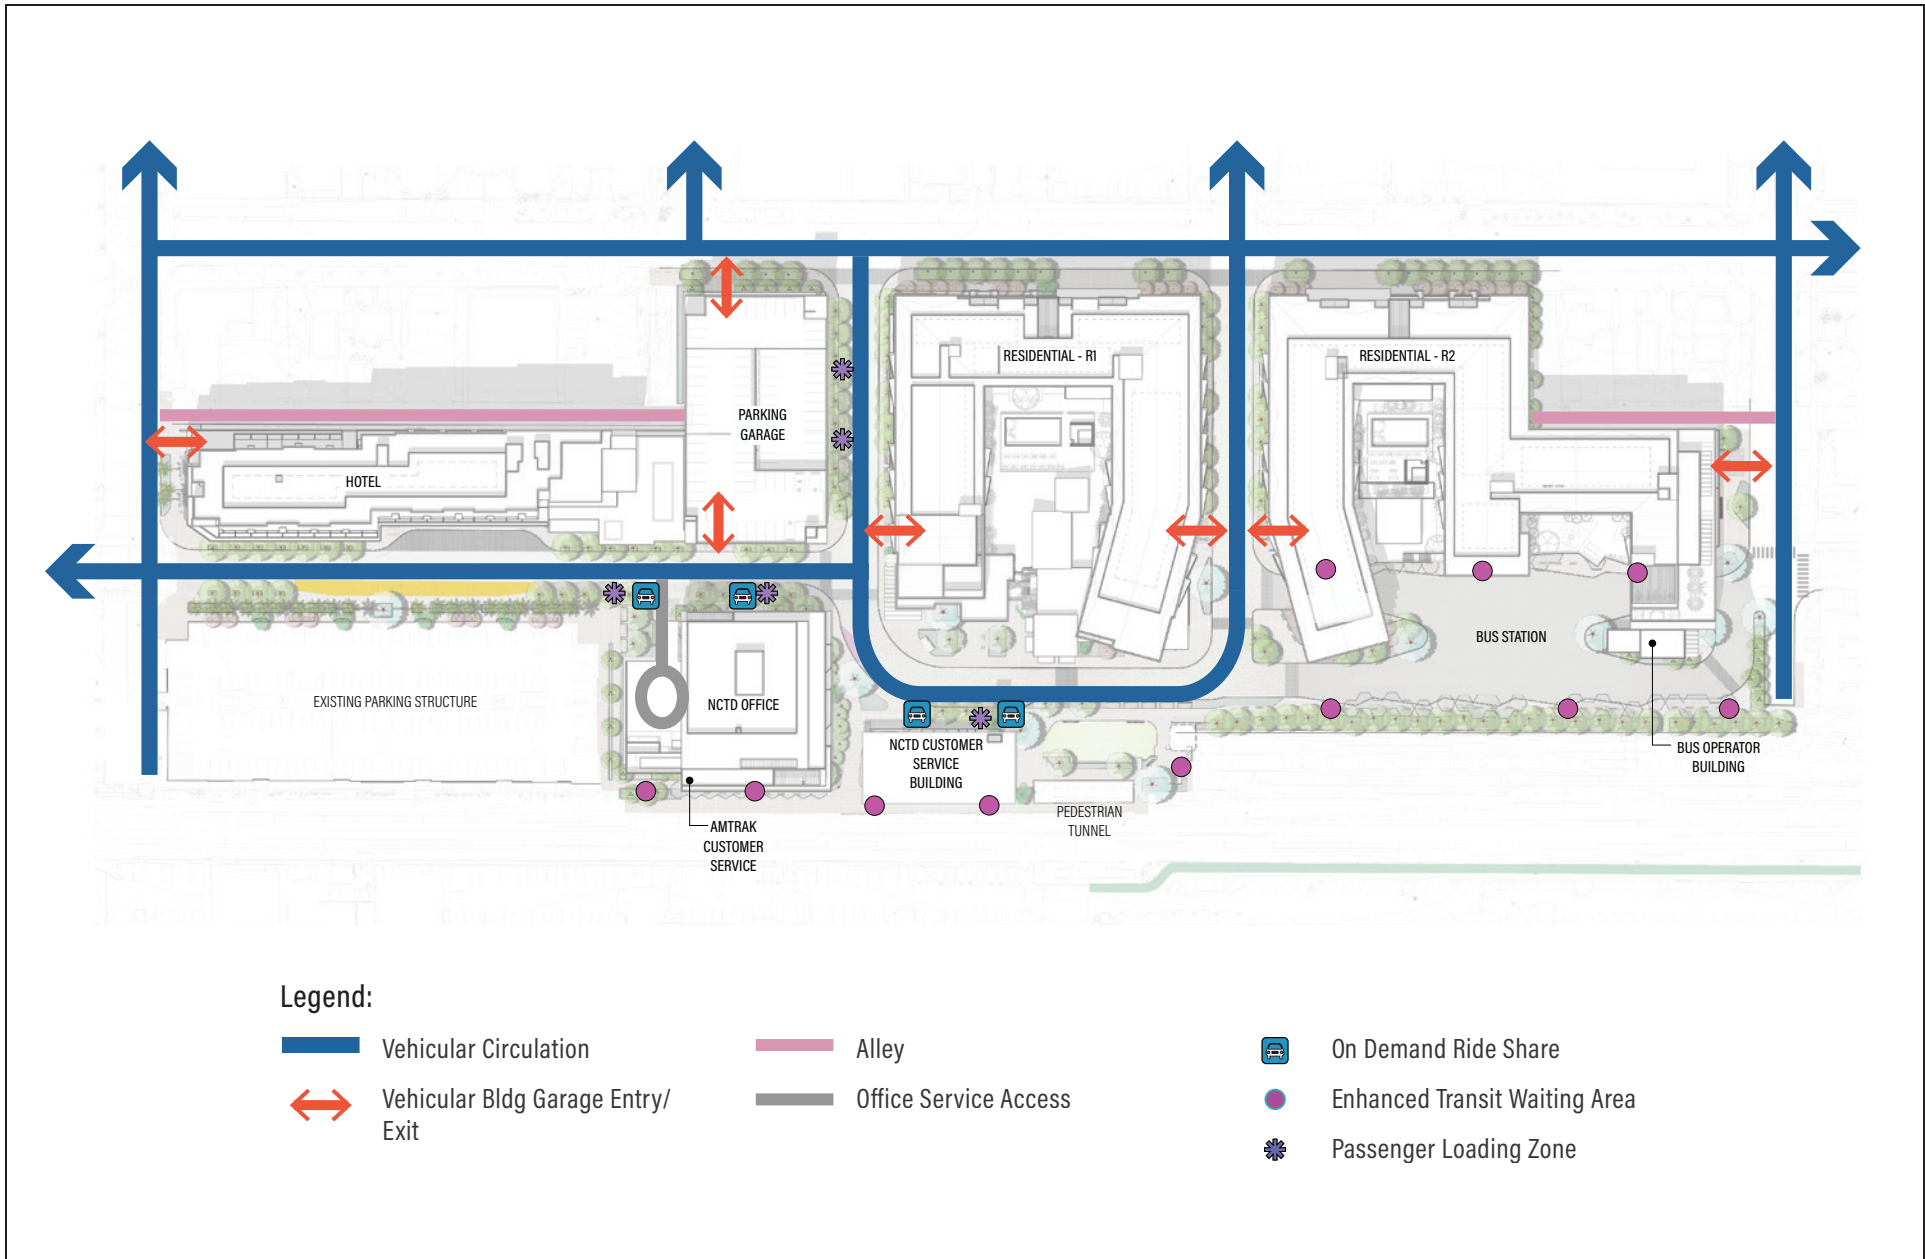 RESIDENTIAL - R1
RESIDENTIAL - R2
PARKING
GARAGE
HOTEL
BUS STATION
EXISTING PARKING STRUCTURE
NCTD OFFICE
NCTD CUSTOMER
SERVICE
BUILDING
BUS OPERATOR
BUILDING
PEDESTRIAN
TUNNEL
AMTRAK
CUSTOMER
SERVICE
Legend:
Vehicular Circulation
Vehicular Bldg Garage Entry/
Exit
Alley
Office Service Access
On Demand Ride Share
Enhanced Transit Waiting Area
Passenger Loading Zone